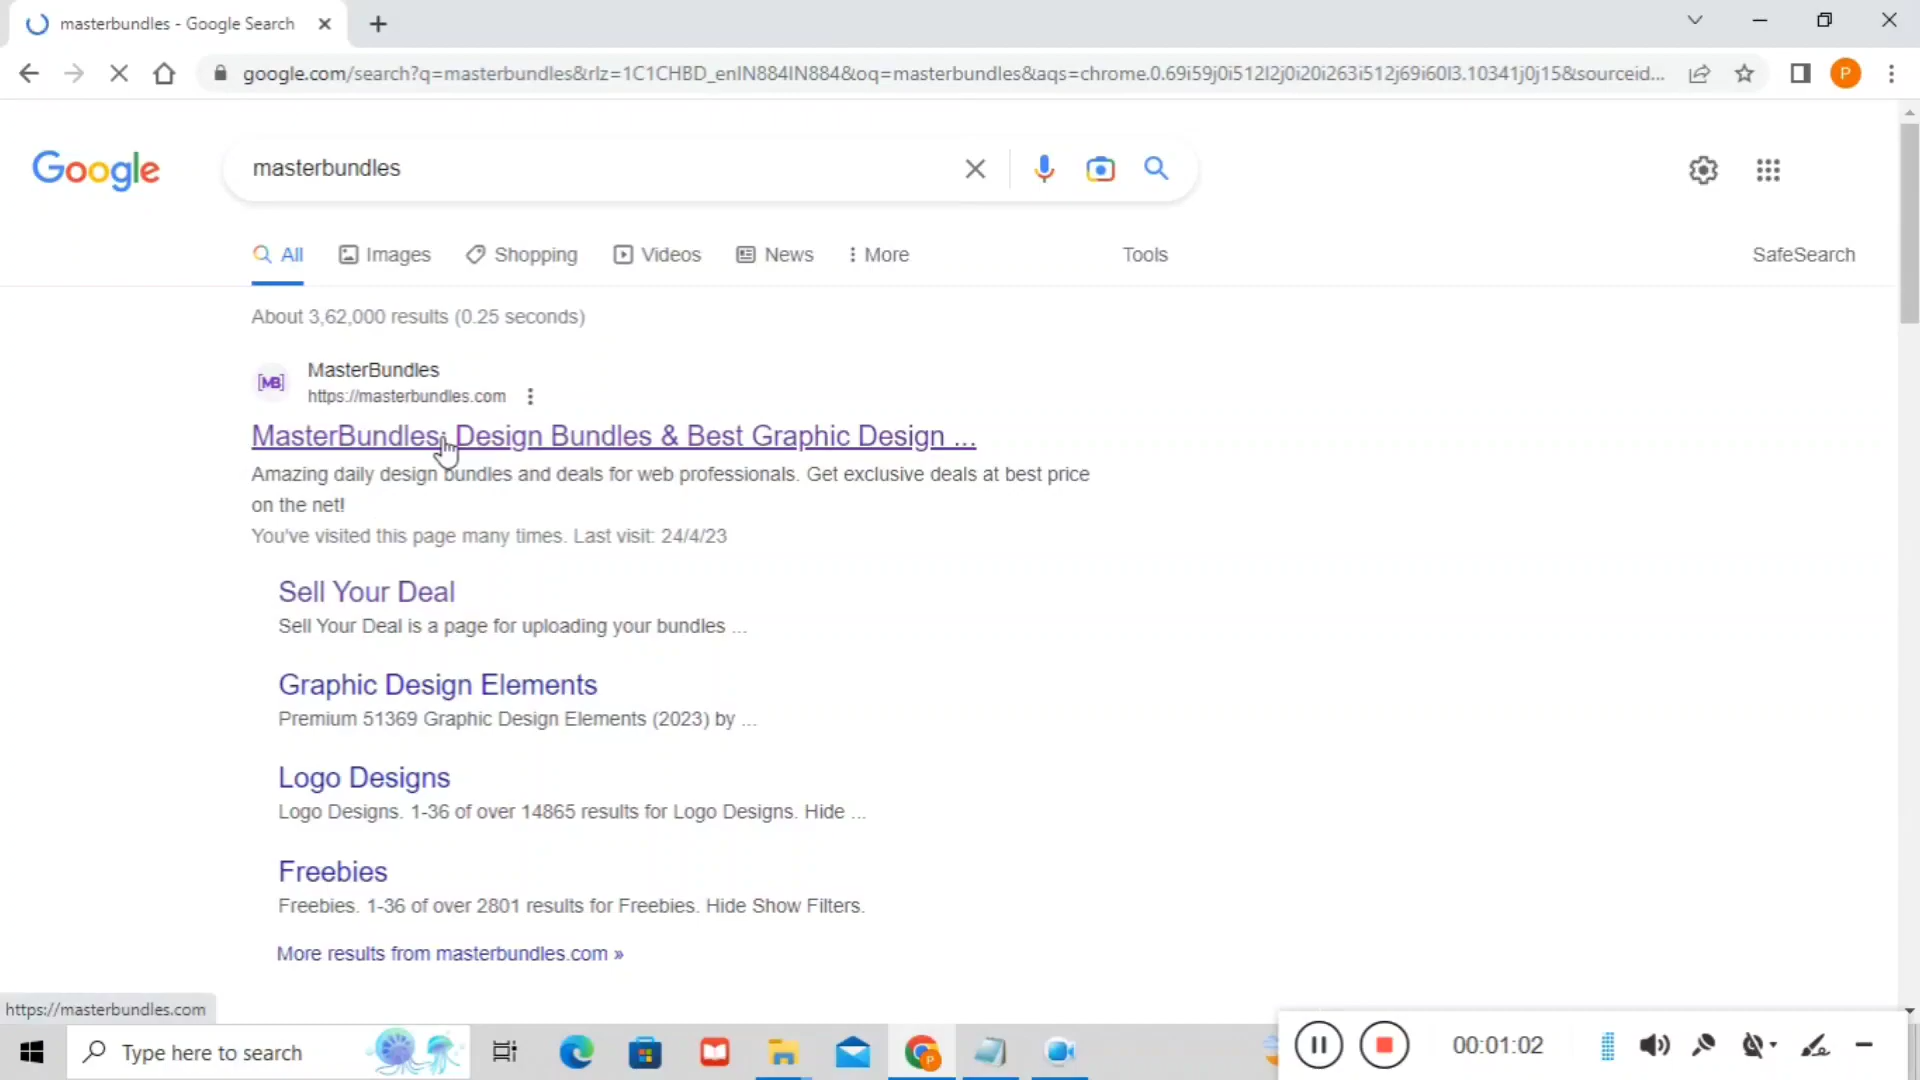 masterbundles - Google Search
google.com/search?q=masterbundles&rlz=1C1CHBD_enIN884IN884&oq=masterbundles&aqs=chrome.0.69i59j0i512l2j0i20i263i512j69i60l3.10341j0j15&sourceid...
P
Google
masterbundles
All
Images
Shopping
Videos
News
More
Tools
SafeSearch
About 3,62,000 results (0.25 seconds)
[MB]
MasterBundles
https://masterbundles.com
MasterBundles: Design Bundles & Best Graphic Design ...
Amazing daily design bundles and deals for web professionals. Get exclusive deals at best price
on the net!
You've visited this page many times. Last visit: 24/4/23
Sell Your Deal
Sell Your Deal is a page for uploading your bundles ...
Graphic Design Elements
Premium 51369 Graphic Design Elements (2023) by ...
Logo Designs
Logo Designs. 1-36 of over 14865 results for Logo Designs. Hide ...
Freebies
Freebies. 1-36 of over 2801 results for Freebies. Hide Show Filters.
More results from masterbundles.com »
https://masterbundles.com
Type here to search
P
00:01:02